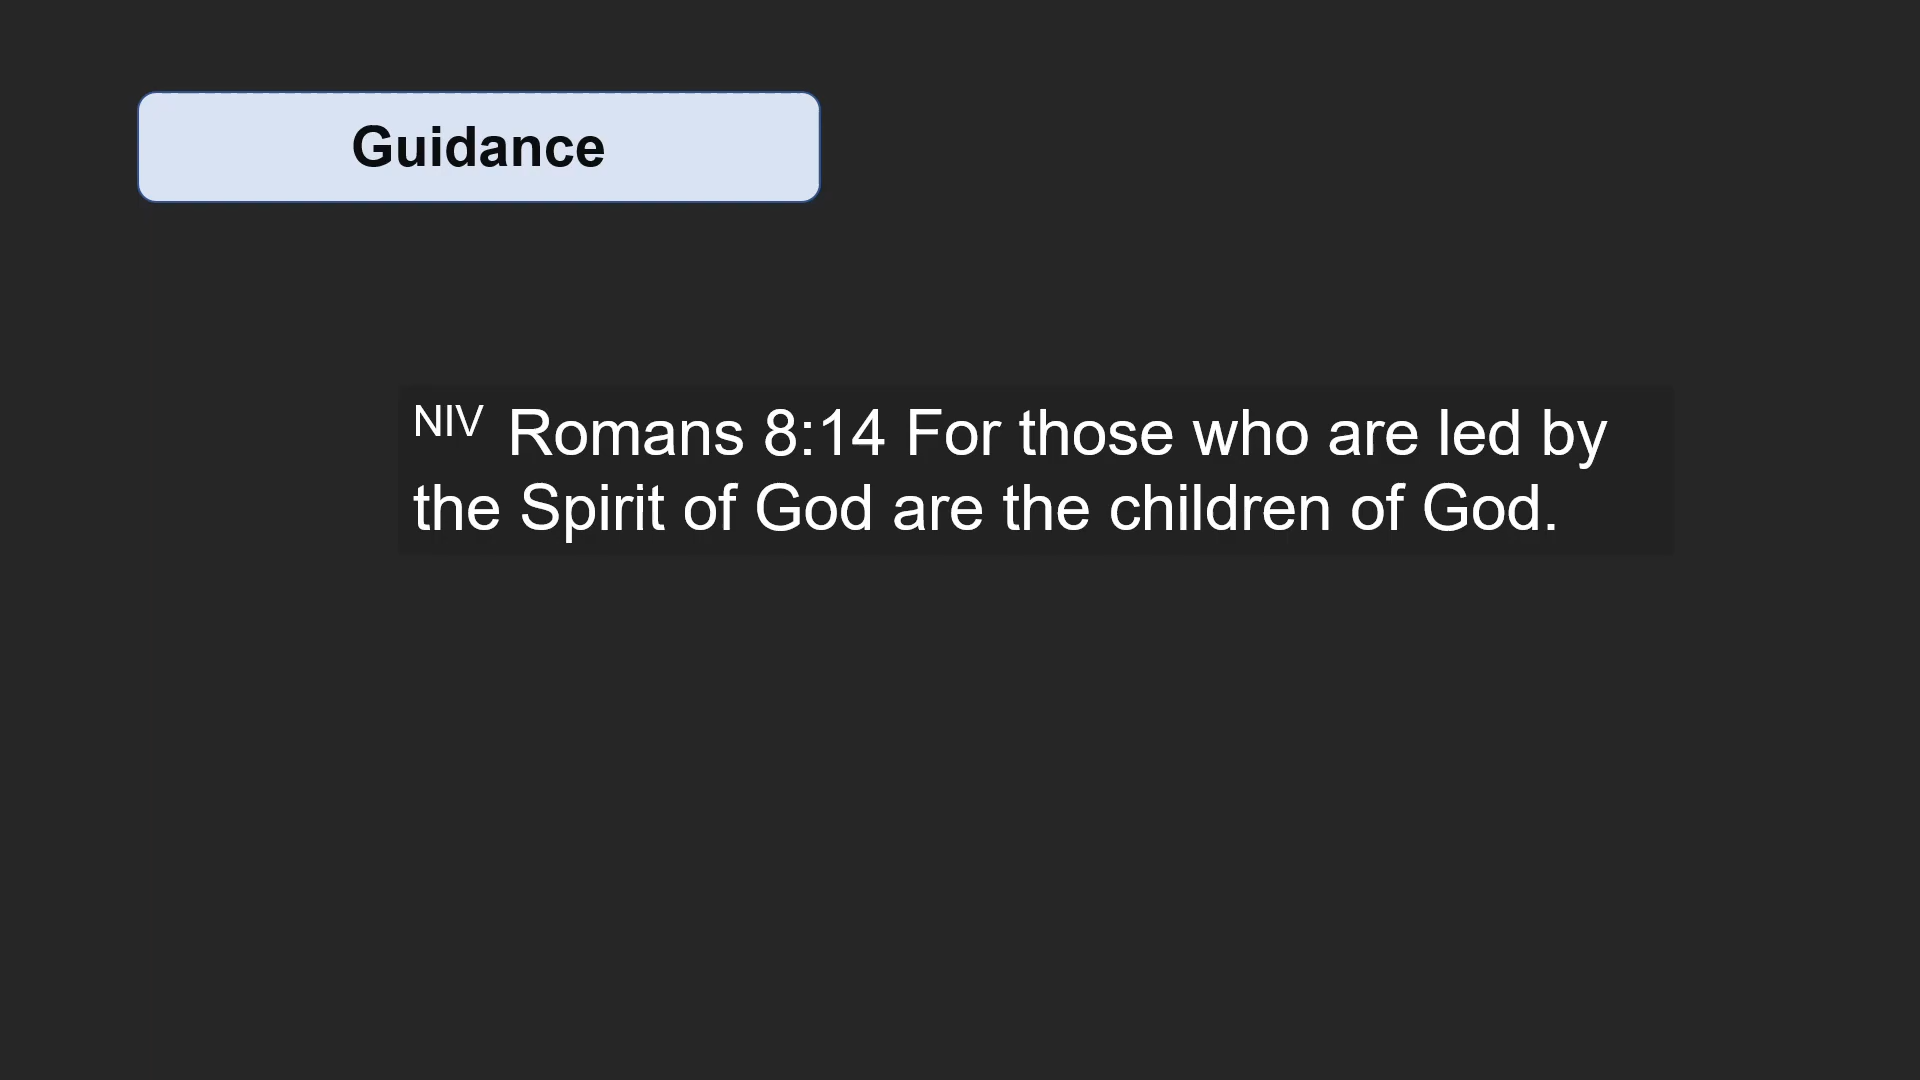 Guidance
NIV Romans 8:14 For those who are led by
the Spirit of God are the children of God.